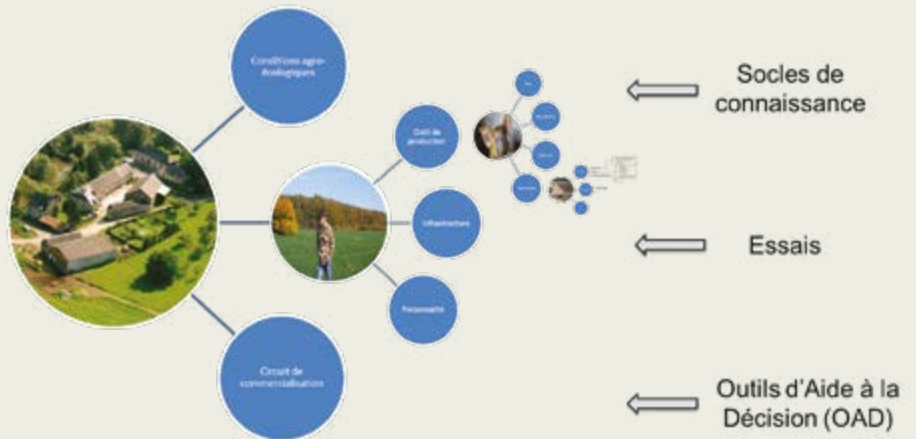 Conditions agro-
écologiques
Outil de
production
Infrastructure
Personnalité
Circuit de
commercialisation
Socles de
connaissance
Essais
Outils d'Aide à la
Décision (OAD)